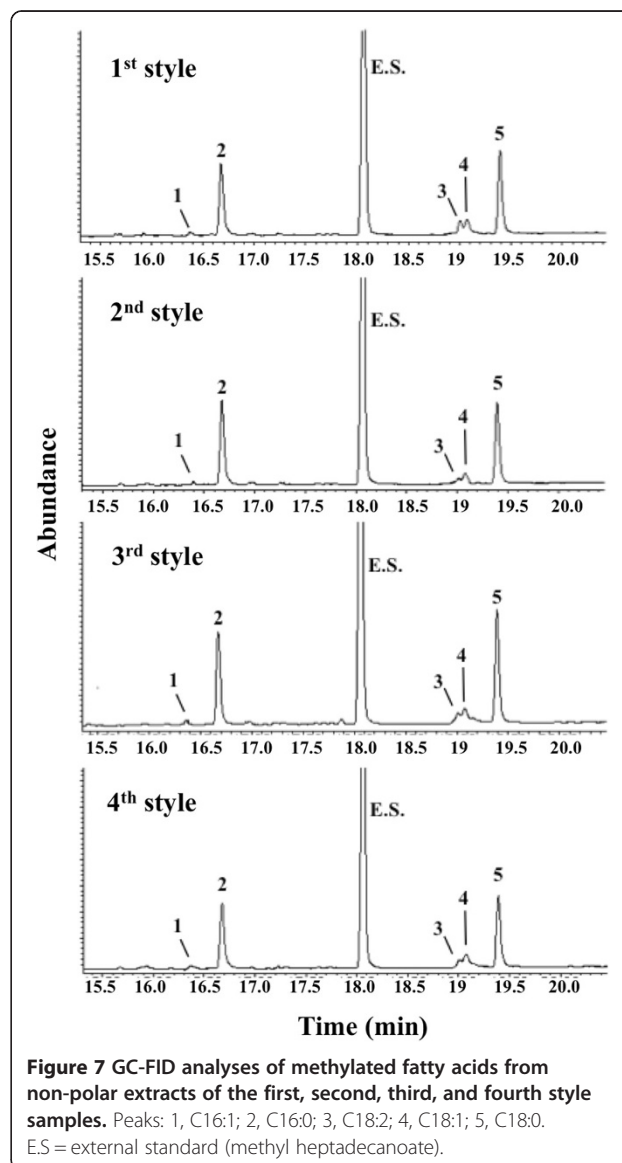 1st style
E.S.
1
2
3
4
5
15.5 16.0 16.5 17.0 17.5 18.0 18.5 19 19.5 20.0
2nd style
E.S.
1
2
3
4
5
15.5 16.0 16.5 17.0 17.5 18.0 18.5 19 19.5 20.0
Abundance
3rd style
E.S.
1
2
3
4
5
15.5 16.0 16.5 17.0 17.5 18.0 18.5 19 19.5 20.0
4th style
E.S.
1
2
3
4
5
15.5 16.0 16.5 17.0 17.5 18.0 18.5 19 19.5 20.0
Time (min)
Figure 7 GC-FID analyses of methylated fatty acids from
non-polar extracts of the first, second, third, and fourth style
samples. Peaks: 1, C16:1; 2, C16:0; 3, C18:2; 4, C18:1; 5, C18:0.
E.S = external standard (methyl heptadecanoate).